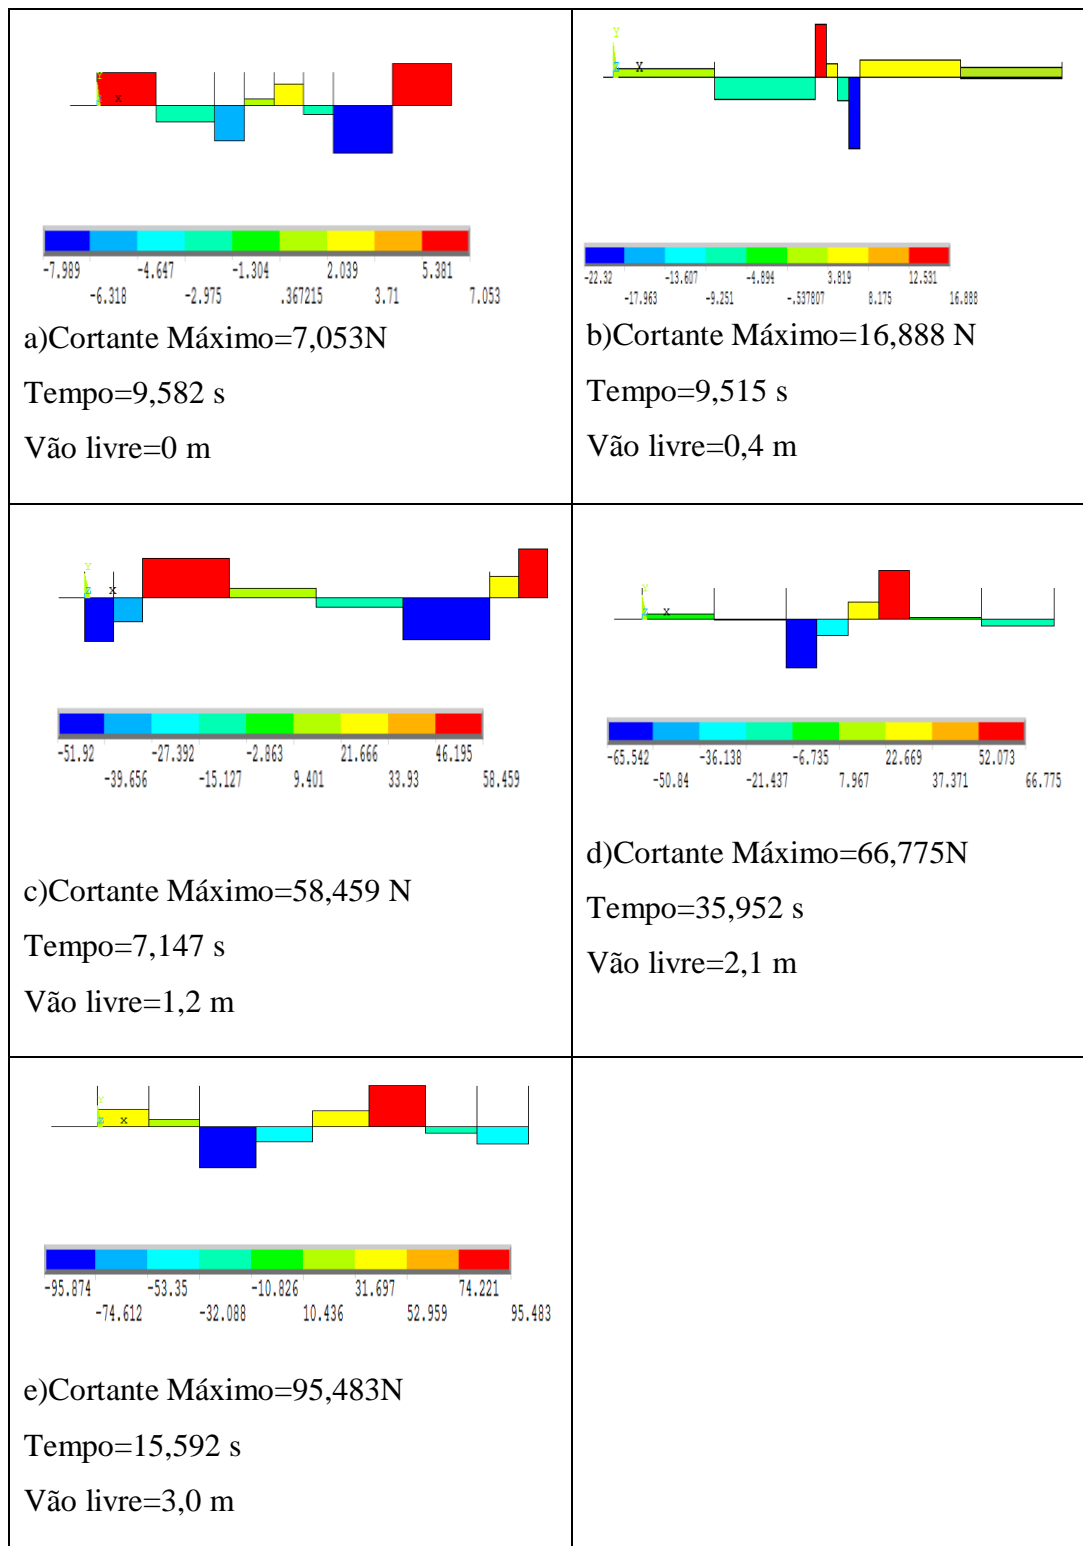 Y
x
-7.989 -4.647 -1.304 2.039 5.381
-6.318 -2.975 .367215 3.71 7.053
a)Cortante Máximo=7,053N
Tempo=9,582 s
Vão livre=0 m
Y
Z X
-22.32 -13.607 -4.894 3.819 12.531
-17.963 -9.251 -.537807 8.175 16.888
b)Cortante Máximo=16,888 N
Tempo=9,515 s
Vão livre=0,4 m
Y
Z X
-51.92 -27.392 -2.863 21.666 46.195
-39.656 -15.127 9.401 33.93 58.459
c)Cortante Máximo=58,459 N
Tempo=7,147 s
Vão livre=1,2 m
Y
Z X
-65.542 -36.138 -6.735 22.669 52.073
-50.84 -21.437 7.967 37.371 66.775
d)Cortante Máximo=66,775N
Tempo=35,952 s
Vão livre=2,1 m
Y
Z X
-95.874 -53.35 -10.826 31.697 74.221
-74.612 -32.088 10.436 52.959 95.483
e)Cortante Máximo=95,483N
Tempo=15,592 s
Vão livre=3,0 m